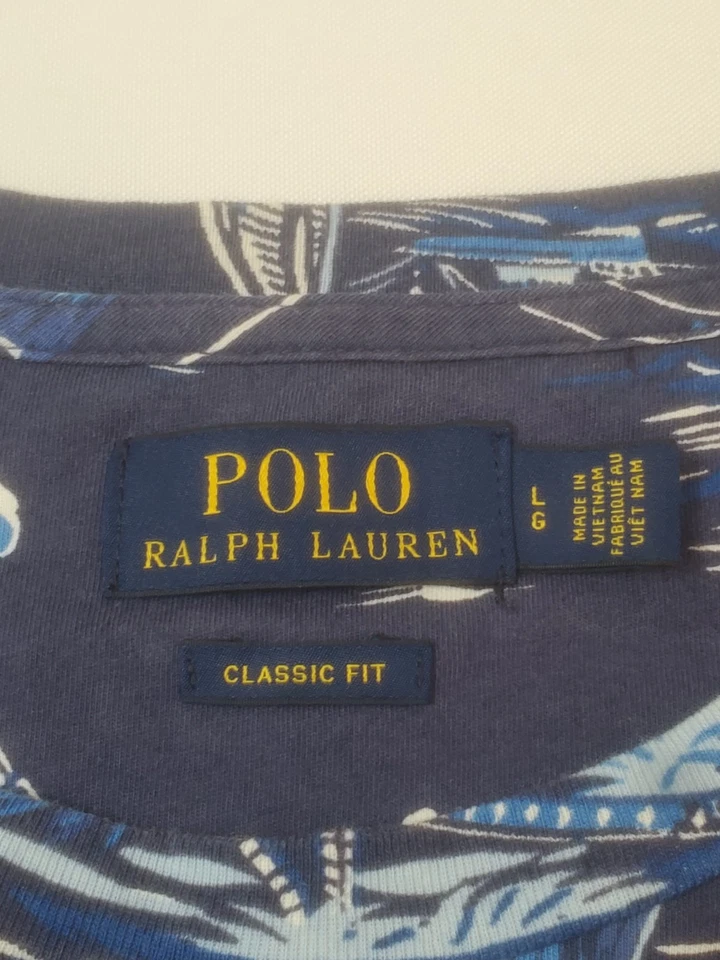 POLO
RALPH LAUREN
L
G
MADE IN
VIETNAM
FABRIQUÉ AU
VIÊT NAM
CLASSIC FIT